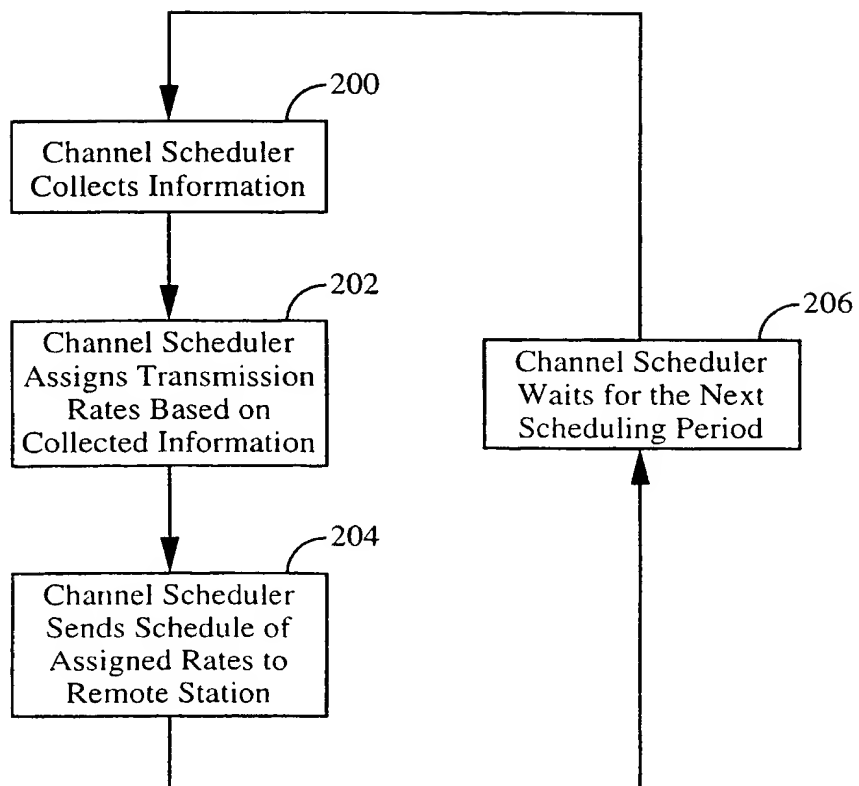 200
Channel Scheduler
Collects Information
202
Channel Scheduler
Assigns Transmission
Rates Based on
Collected Information
204
Channel Scheduler
Sends Schedule of
Assigned Rates to
Remote Station
206
Channel Scheduler
Waits for the Next
Scheduling Period